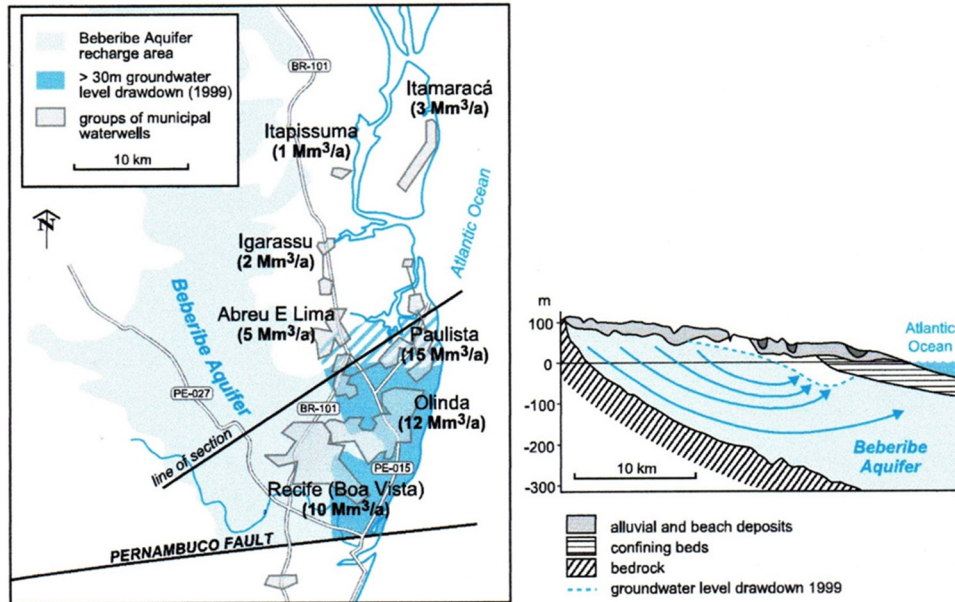 Beberibe Aquifer
recharge area
> 30m groundwater
level drawdown (1999)
groups of municipal
waterwells
10 km
N
BR-101
Itamaracá
(3 Mm³/a)
Itapissuma
(1 Mm³/a)
Atlantic Ocean
Igarassu
(2 Mm³/a)
Beberibe Aquifer
Abreu E Lima
(5 Mm³/a)
Paulista
(15 Mm³/a)
PE-027
BR-101
Olinda
(12 Mm³/a)
line of section
PE-015
Recife (Boa Vista)
(10 Mm³/a)
PERNAMBUCO FAULT
m
100
0
-100
-200
-300
Atlantic
Ocean
10 km
Beberibe
Aquifer
alluvial and beach deposits
confining beds
bedrock
groundwater level drawdown 1999